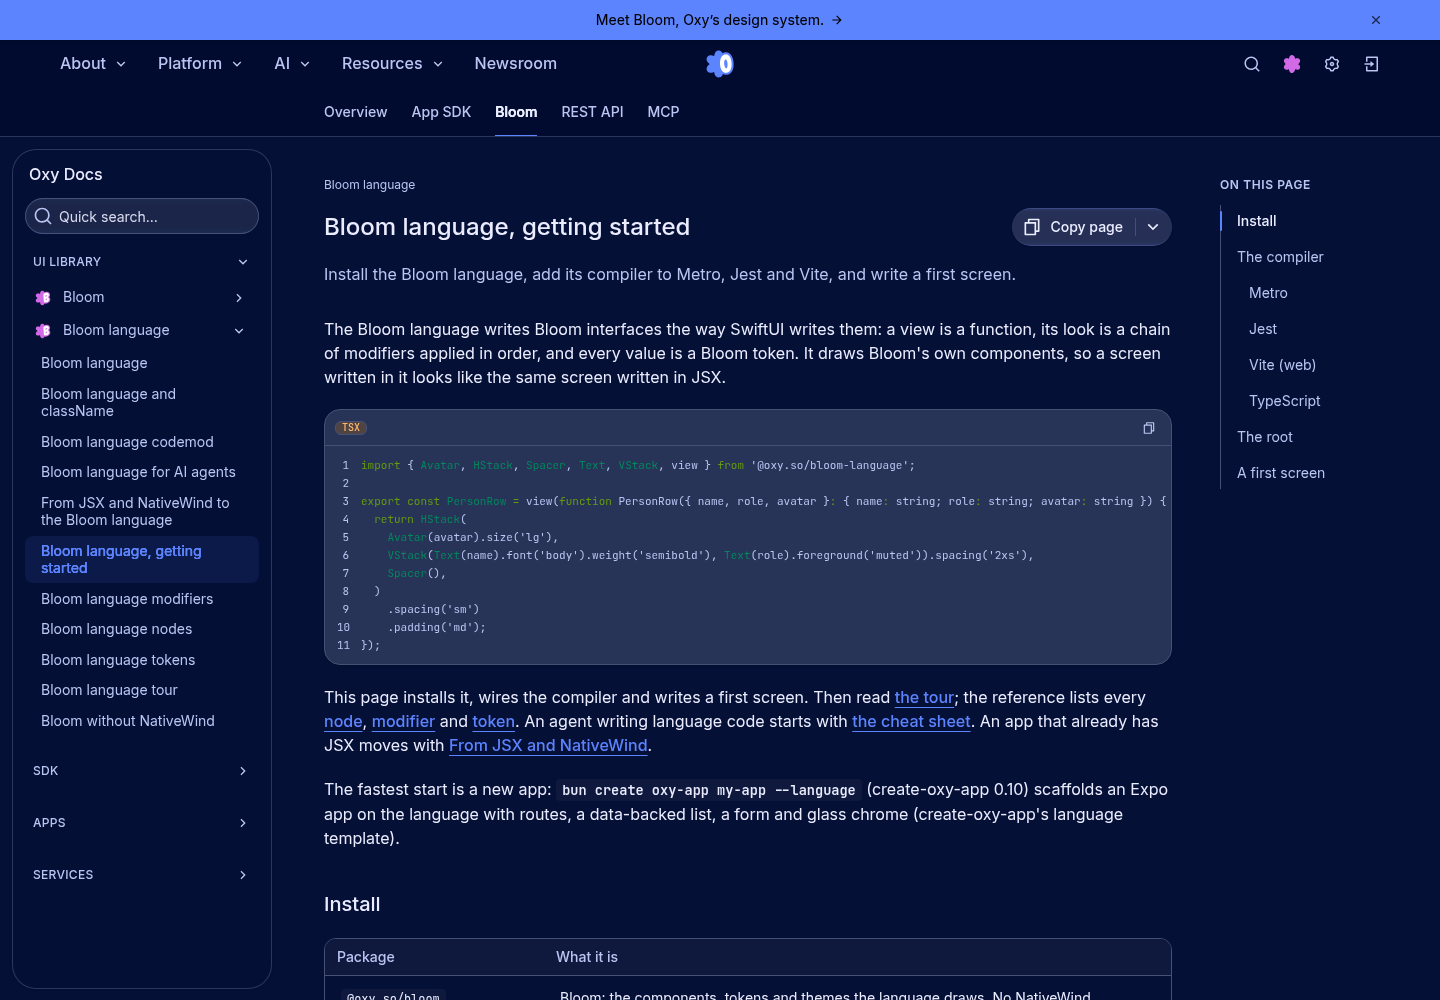 Meet Bloom, Oxy's design system. →
About
Platform
AI
Resources
Newsroom
Overview
App SDK
Bloom
REST API
MCP
Oxy Docs
Quick search...
UI LIBRARY
Bloom
Bloom language
Bloom language
Bloom language and
className
Bloom language codemod
Bloom language for AI agents
From JSX and NativeWind to
the Bloom language
Bloom language, getting
started
Bloom language modifiers
Bloom language nodes
Bloom language tokens
Bloom language tour
Bloom without NativeWind
SDK
APPS
SERVICES
Bloom language
Bloom language, getting started
Copy page
Install the Bloom language, add its compiler to Metro, Jest and Vite, and write a first screen.
The Bloom language writes Bloom interfaces the way SwiftUI writes them: a view is a function, its look is a chain
of modifiers applied in order, and every value is a Bloom token. It draws Bloom's own components, so a screen
written in it looks like the same screen written in JSX.
TSX
1 import { Avatar, HStack, Spacer, Text, VStack, view } from '@oxy.so/bloom-language';
2
3 export const PersonRow = view(function PersonRow({ name, role, avatar }: { name: string; role: string; avatar: string }) {
4   return HStack(
5     Avatar(avatar).size('lg'),
6     VStack(Text(name).font('body').weight('semibold'), Text(role).foreground('muted')).spacing('2xs'),
7     Spacer(),
8   )
9     .spacing('sm')
10     .padding('md');
11 });
This page installs it, wires the compiler and writes a first screen. Then read the tour; the reference lists every
node, modifier and token. An agent writing language code starts with the cheat sheet. An app that already has
JSX moves with From JSX and NativeWind.
The fastest start is a new app: bun create oxy-app my-app --language (create-oxy-app 0.10) scaffolds an Expo
app on the language with routes, a data-backed list, a form and glass chrome (create-oxy-app's language
template).
Install
Package What it is
@oxy.so/bloom Bloom: the components, tokens and themes the language draws. No NativeWind
ON THIS PAGE
Install
The compiler
Metro
Jest
Vite (web)
TypeScript
The root
A first screen